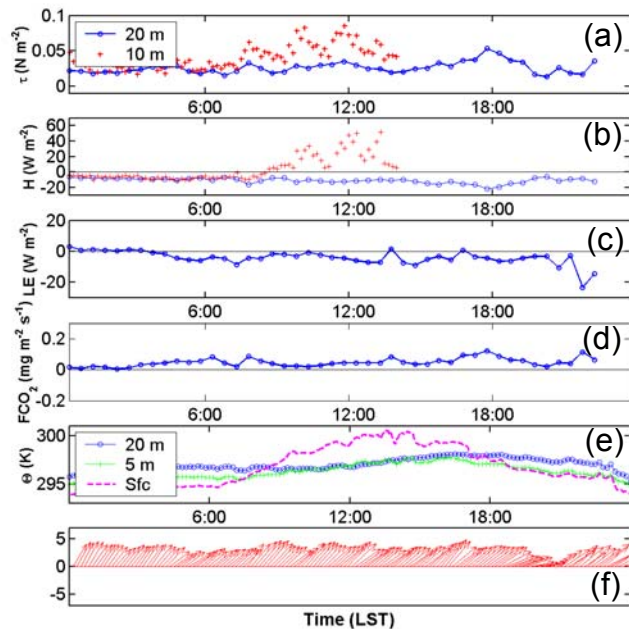 (a)
τ (N m⁻²)
0.1
0.05
0
20 m
10 m
6:00 12:00 18:00
(b)
H (W m⁻²)
60
40
20
0
-20
6:00 12:00 18:00
(c)
LE (W m⁻²)
20
0
-20
6:00 12:00 18:00
(d)
FCO₂ (mg m⁻² s⁻¹)
0.2
0
-0.2
6:00 12:00 18:00
(e)
Θ (K)
300
295
20 m
5 m
Sfc
6:00 12:00 18:00
(f)
5
0
-5
Time (LST)